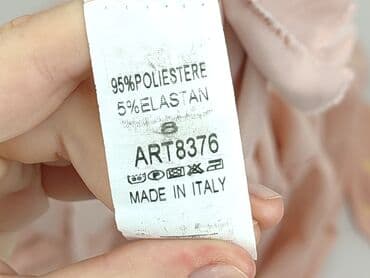 95%POLIESTERE
5%ELASTAN
8
ART8376
MADE IN ITALY